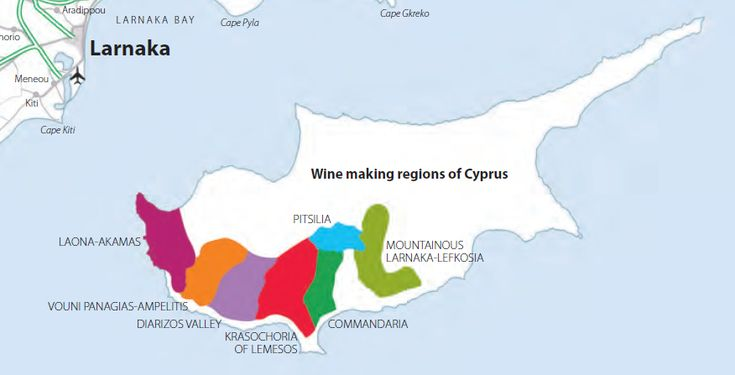 Aradippou
LARNAKA BAY
Cape Pyla
Cape Gkreko
Larnaka
Meneou
Kiti
Cape Kiti
Wine making regions of Cyprus
PITSILIA
LAONA-AKAMAS
MOUNTAINOUS
LARNAKA-LEFKOSIA
VOUNI PANAGIAS-AMPELITIS
DIARIZOS VALLEY
COMMANDARIA
KRASOCHORIA
OF LEMESOS